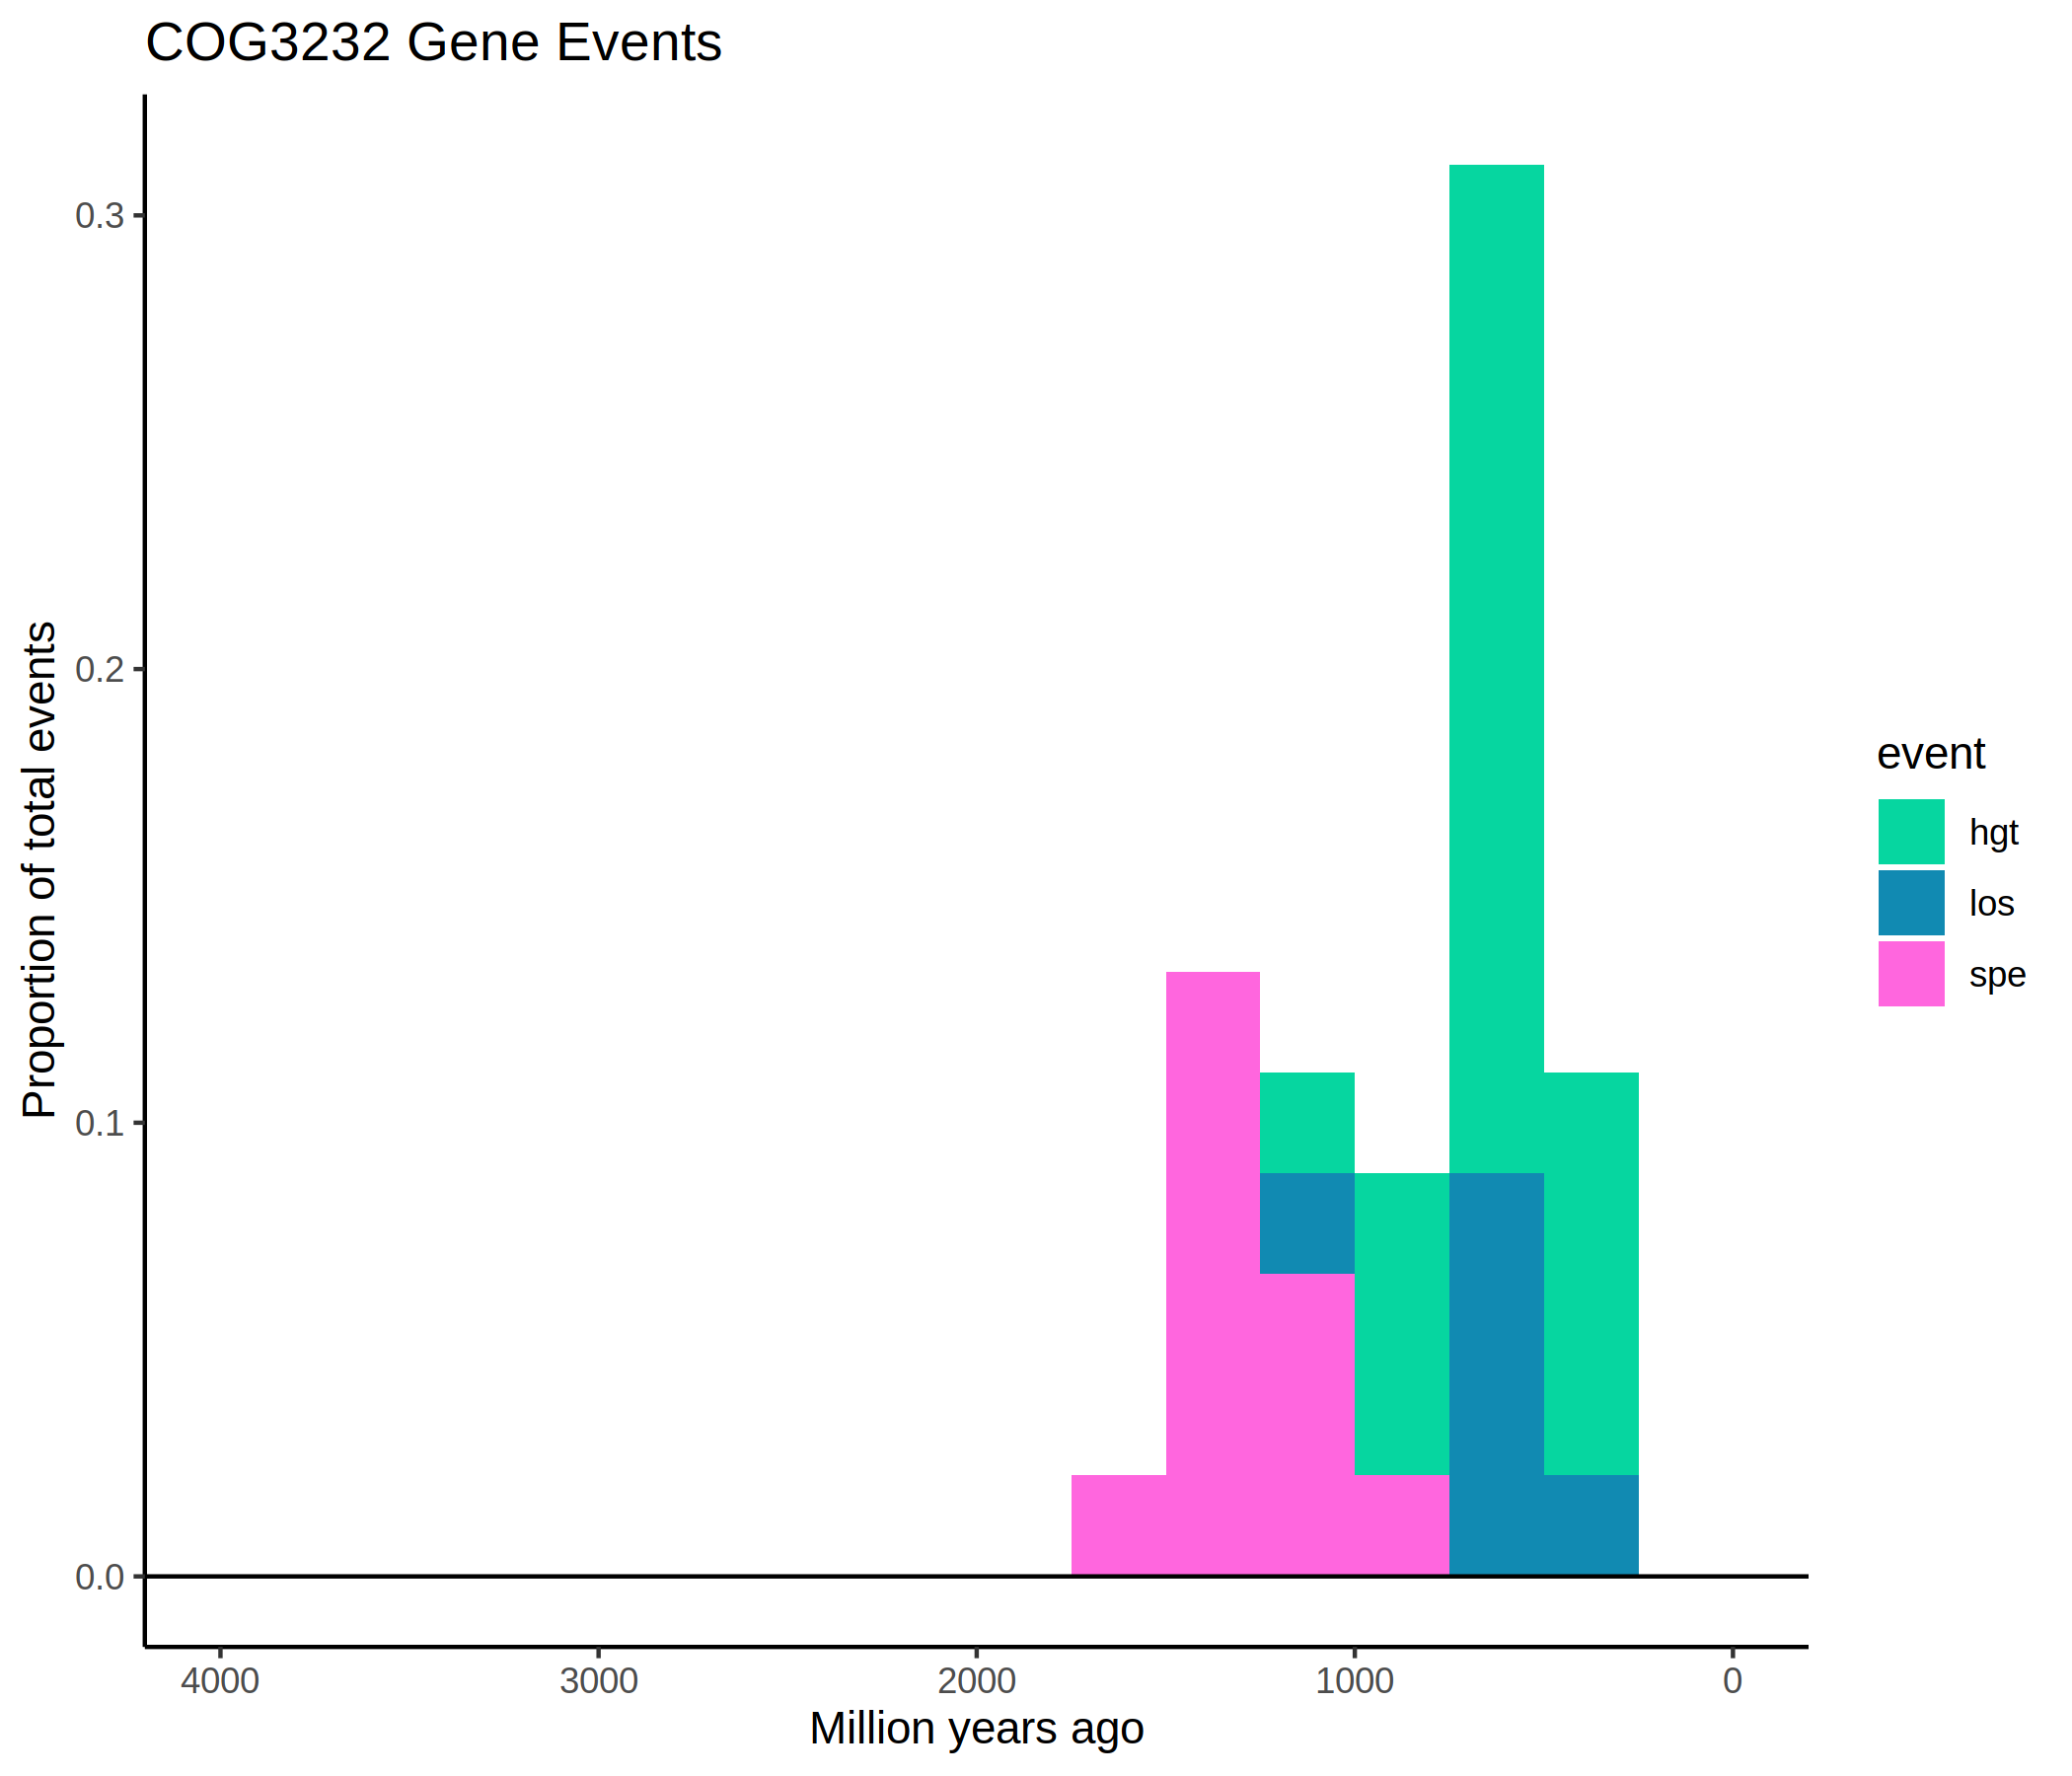 COG3232 Gene Events
Proportion of total events
0.3
0.2
0.1
0.0
4000 3000 2000 1000 0
Million years ago
event
hgt
los
spe